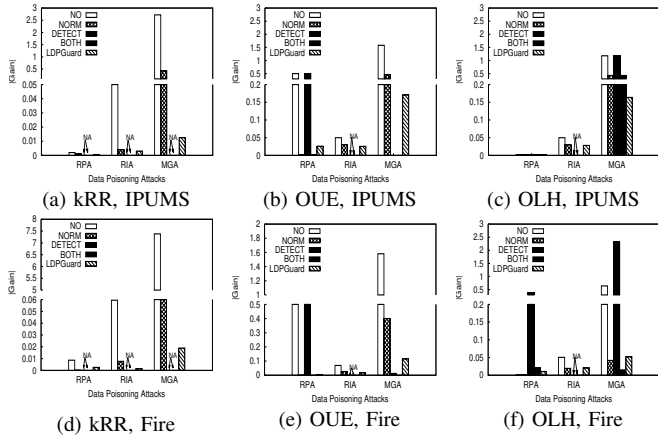 NO
NORM
DETECT
BOTH
LDPGuard
|Gain|
3
2.5
2
1.5
1
0.5
0.05
0.04
0.03
0.02
0.01
0
NA
NA
NA
RPA RIA MGA
Data Poisoning Attacks
(a) kRR, IPUMS
NO
NORM
DETECT
BOTH
LDPGuard
|Gain|
3
2.5
2
1.5
1
0.5
0.2
0.15
0.1
0.05
0
NA
RPA RIA MGA
Data Poisoning Attacks
(b) OUE, IPUMS
NO
NORM
DETECT
BOTH
LDPGuard
|Gain|
3
2.5
2
1.5
1
0.5
0.2
0.15
0.1
0.05
0
NA
RPA RIA MGA
Data Poisoning Attacks
(c) OLH, IPUMS
NO
NORM
DETECT
BOTH
LDPGuard
|Gain|
8
7.5
7
6.5
6
5.5
5
0.06
0.05
0.04
0.03
0.02
0.01
0
NA
NA
NA
RPA RIA MGA
Data Poisoning Attacks
(d) kRR, Fire
NO
NORM
DETECT
BOTH
LDPGuard
|Gain|
2
1.8
1.6
1.4
1.2
1
0.5
0.4
0.3
0.2
0.1
0
NA
RPA RIA MGA
Data Poisoning Attacks
(e) OUE, Fire
NO
NORM
DETECT
BOTH
LDPGuard
|Gain|
3
2.5
2
1.5
1
0.5
0.2
0.15
0.1
0.05
0
NA
RPA RIA MGA
Data Poisoning Attacks
(f) OLH, Fire